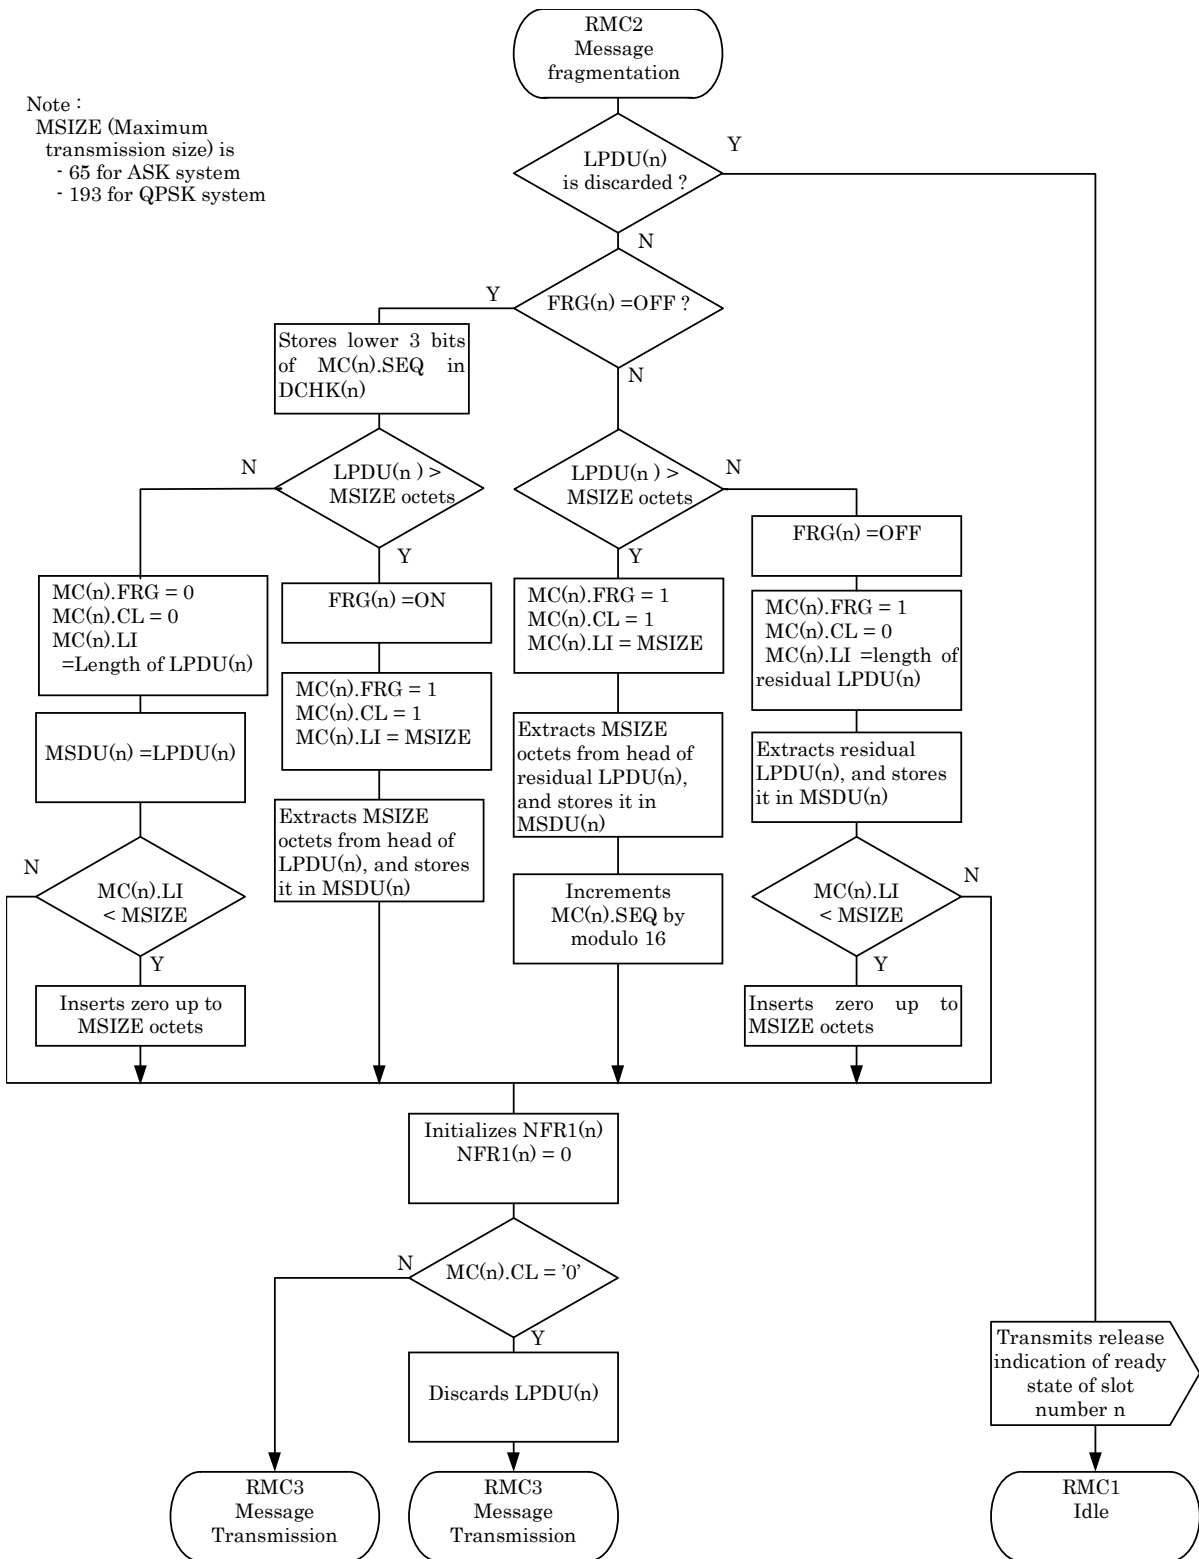 RMC2
Message
fragmentation
Note :
MSIZE (Maximum
transmission size) is
- 65 for ASK system
- 193 for QPSK system
LPDU(n)
is discarded ?
Y
N
FRG(n) =OFF ?
Y
N
Stores lower 3 bits
of MC(n).SEQ in
DCHK(n)
LPDU(n ) >
MSIZE octets
N
Y
LPDU(n ) >
MSIZE octets
N
Y
MC(n).FRG = 0
MC(n).CL = 0
MC(n).LI
=Length of LPDU(n)
MSDU(n) =LPDU(n)
MC(n).LI
< MSIZE
N
Y
Inserts zero up to
MSIZE octets
FRG(n) =ON
MC(n).FRG = 1
MC(n).CL = 1
MC(n).LI = MSIZE
Extracts MSIZE
octets from head of
LPDU(n), and stores
it in MSDU(n)
MC(n).FRG = 1
MC(n).CL = 1
MC(n).LI = MSIZE
Extracts MSIZE
octets from head of
residual LPDU(n),
and stores it in
MSDU(n)
Increments
MC(n).SEQ by
modulo 16
FRG(n) =OFF
MC(n).FRG = 1
MC(n).CL = 0
MC(n).LI =length of
residual LPDU(n)
Extracts residual
LPDU(n), and stores
it in MSDU(n)
MC(n).LI
< MSIZE
N
Y
Inserts zero up to
MSIZE octets
Initializes NFR1(n)
NFR1(n) = 0
MC(n).CL = '0'
N
Y
Discards LPDU(n)
Transmits release
indication of ready
state of slot
number n
RMC3
Message
Transmission
RMC3
Message
Transmission
RMC1
Idle